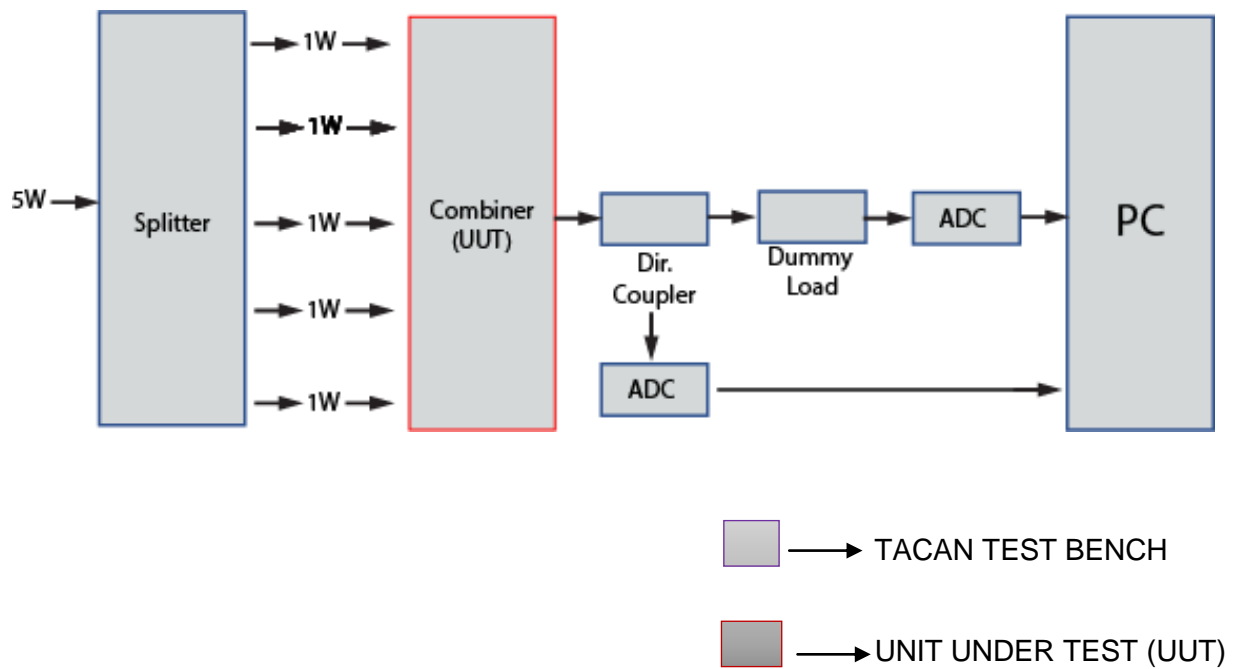 1W
1W
5W
Splitter
1W
1W
1W
Combiner
(UUT)
Dir.
Coupler
Dummy
Load
ADC
ADC
PC
TACAN TEST BENCH
UNIT UNDER TEST (UUT)